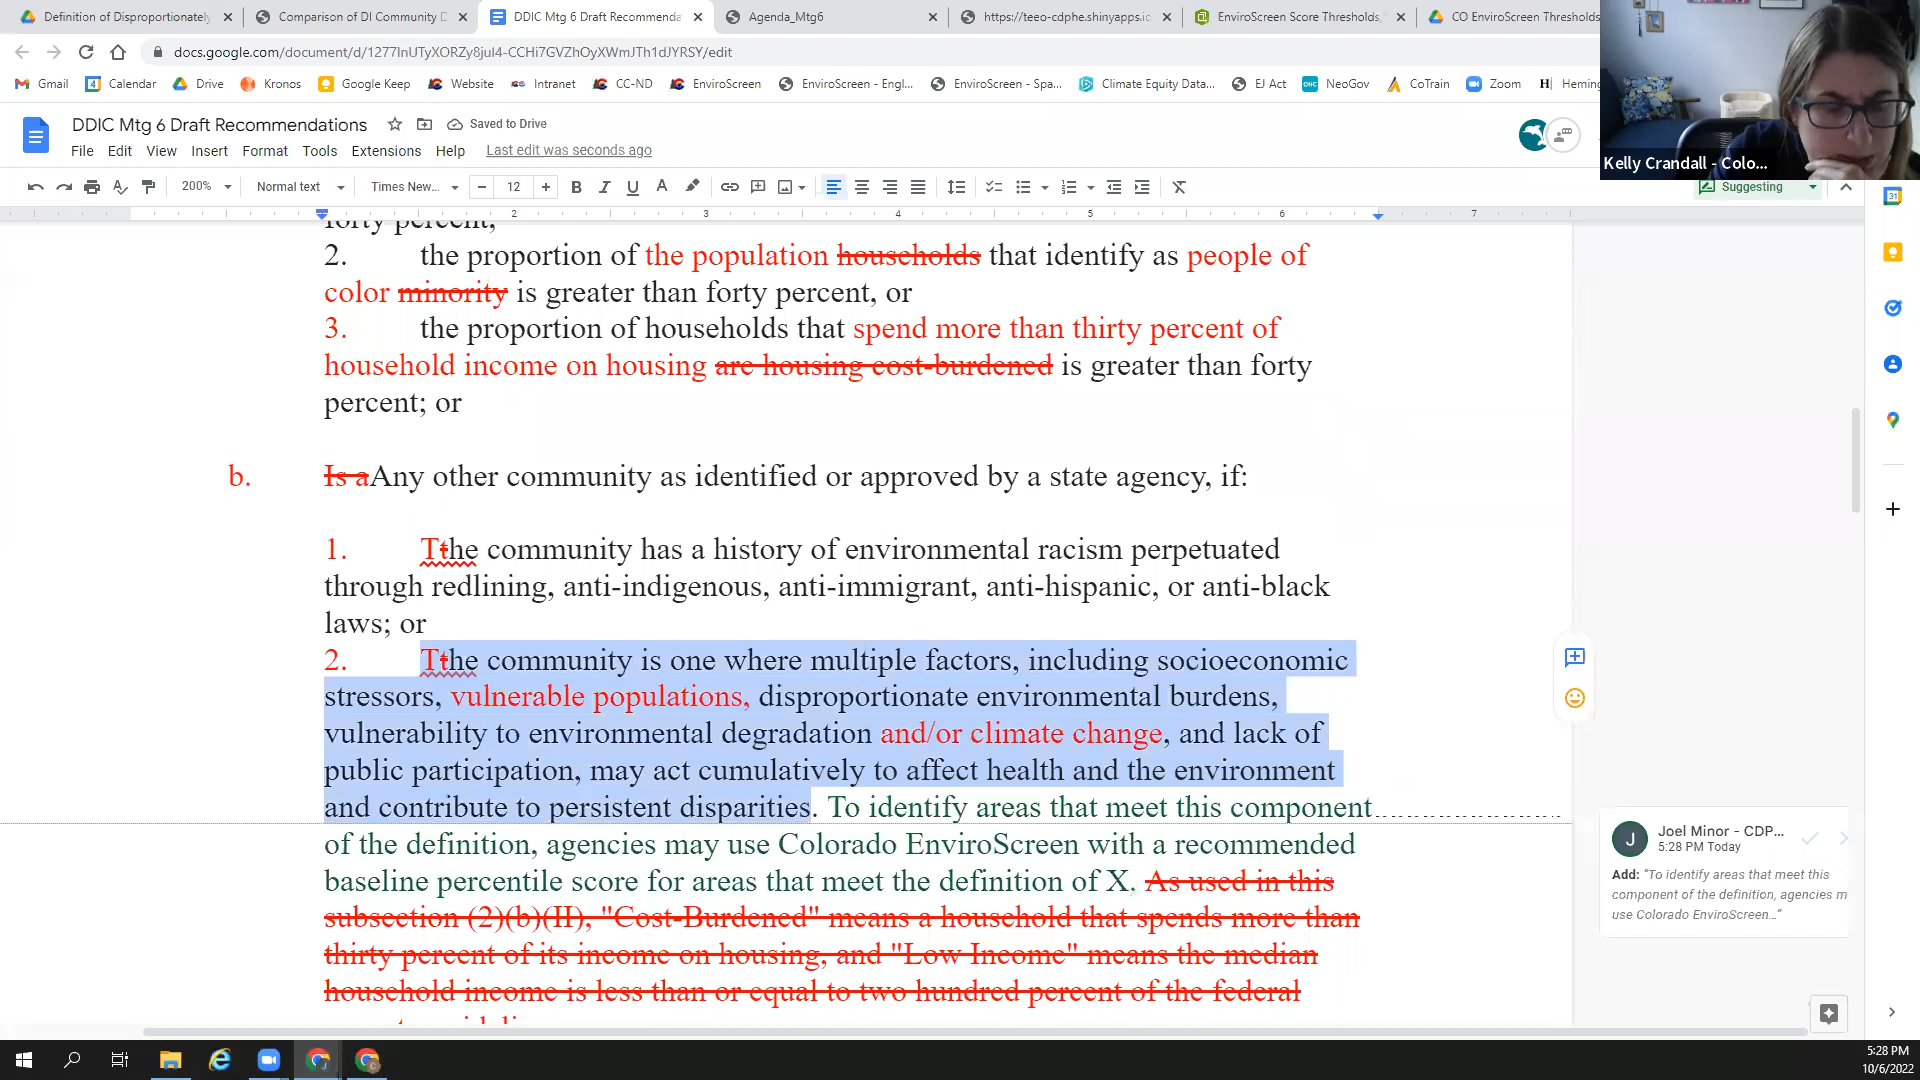 Definition of Disproportionately
Comparison of DI Community D
DDIC Mtg 6 Draft Recommenda
Agenda_Mtg6
https://teeo-cdphe.shinyapps.ic
EnviroScreen Score Thresholds,
CO EnviroScreen Thresholds
Gmail
Calendar
Drive
Kronos
Google Keep
Website
Intranet
CC-ND
EnviroScreen
EnviroScreen - Engl...
EnviroScreen - Spa...
Climate Equity Data...
EJ Act
NeoGov
CoTrain
Zoom
Heming
DDIC Mtg 6 Draft Recommendations
Saved to Drive
File Edit View Insert Format Tools Extensions Help
Last edit was seconds ago
Kelly Crandall - Colo...
200%
Normal text
Times New...
12
Suggesting
2 3 4 5 6 7
forty percent,
2. the proportion of the population households that identify as people of
color minority is greater than forty percent, or
3. the proportion of households that spend more than thirty percent of
household income on housing are housing cost-burdened is greater than forty
percent; or
b. Is aAny other community as identified or approved by a state agency, if:
1. Tthe community has a history of environmental racism perpetuated
through redlining, anti-indigenous, anti-immigrant, anti-hispanic, or anti-black
laws; or
2. Tthe community is one where multiple factors, including socioeconomic
stressors, vulnerable populations, disproportionate environmental burdens,
vulnerability to environmental degradation and/or climate change, and lack of
public participation, may act cumulatively to affect health and the environment
and contribute to persistent disparities. To identify areas that meet this component
of the definition, agencies may use Colorado EnviroScreen with a recommended
baseline percentile score for areas that meet the definition of X. As used in this
subsection (2)(b)(II), "Cost-Burdened" means a household that spends more than
thirty percent of its income on housing, and "Low Income" means the median
household income is less than or equal to two hundred percent of the federal
J
Joel Minor - CDP...
5:28 PM Today
Add: "To identify areas that meet this
component of the definition, agencies m
use Colorado EnviroScreen..."
5:28 PM
10/6/2022